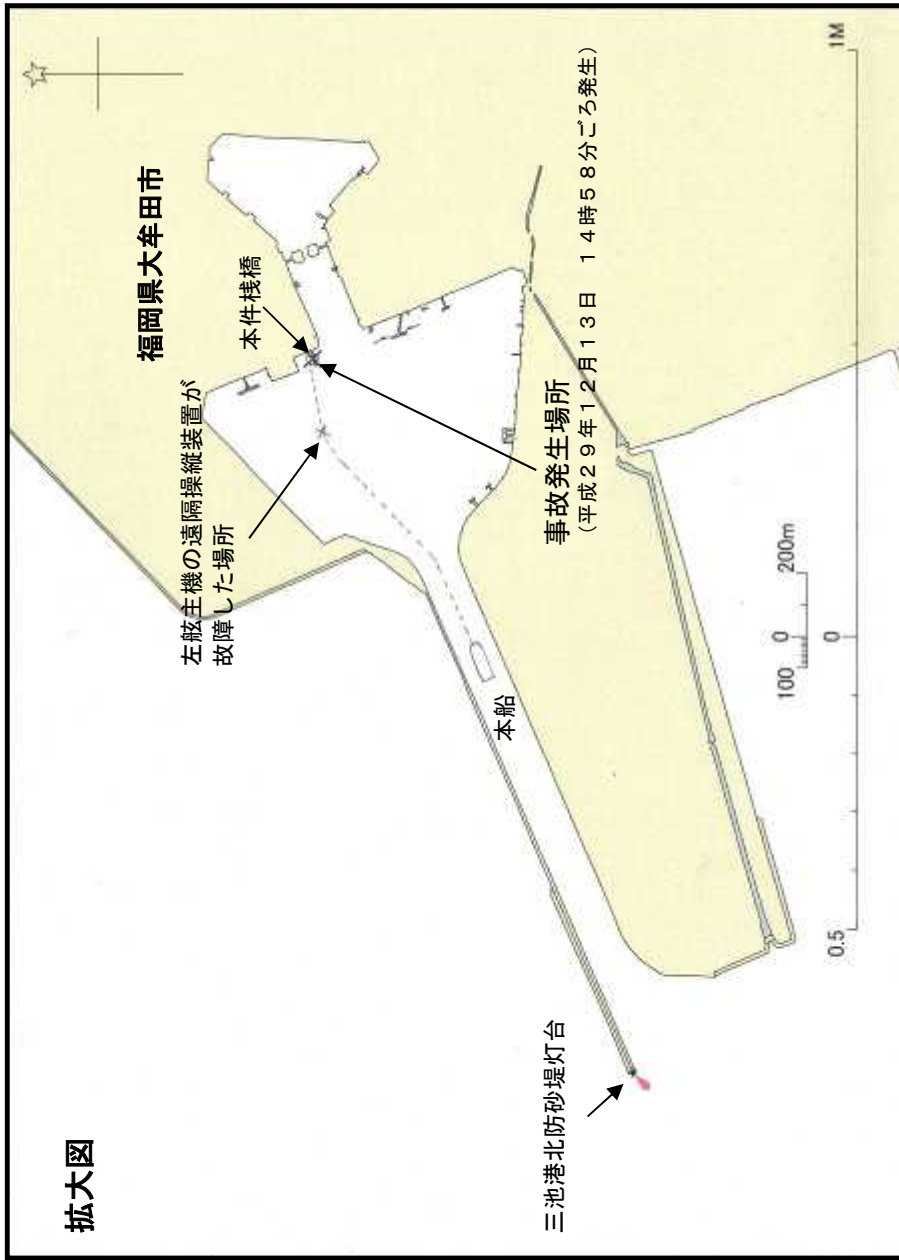 拡大図
福岡県大牟田市
左舷主機の遠隔操縦装置が
故障した場所
本件桟橋
本船
事故発生場所
(平成29年12月13日 14時58分ごろ発生)
三池港北防砂堤灯台
100 0 200m
0.5 0 1M